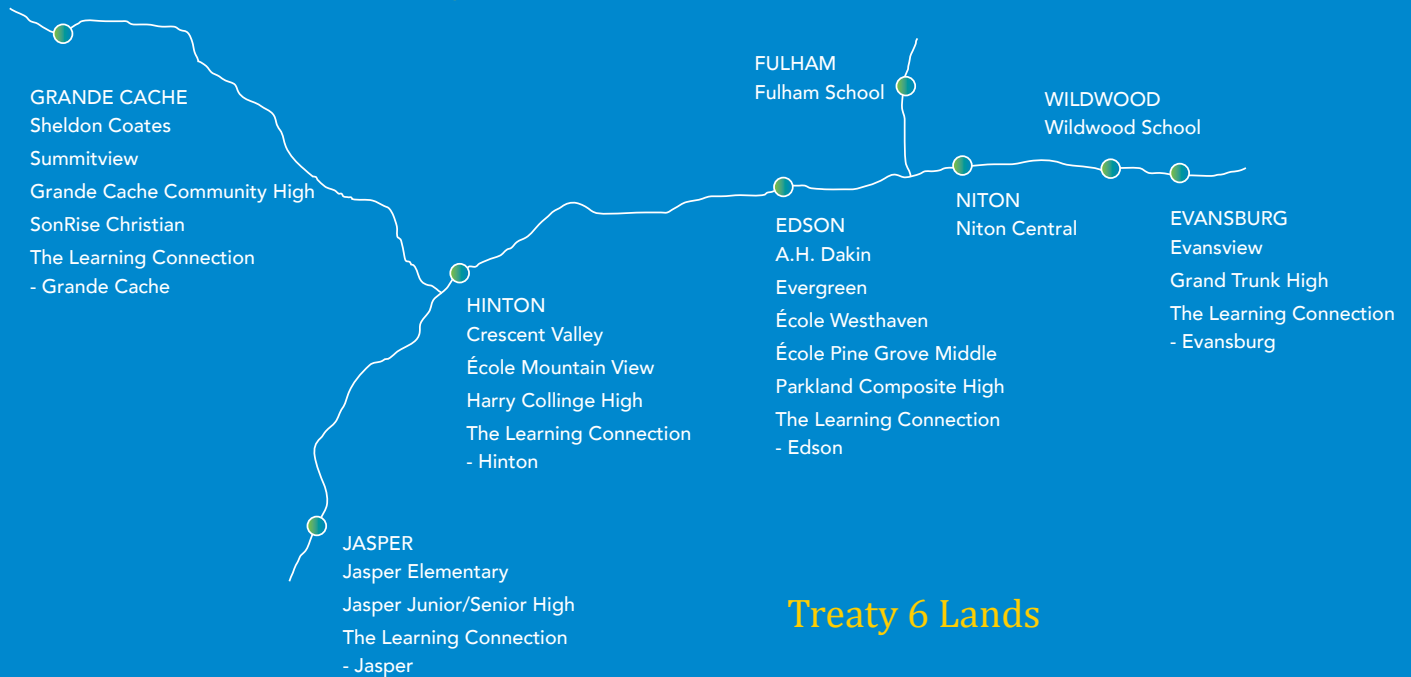 GRANDE CACHE
Sheldon Coates
Summitview
Grande Cache Community High
SonRise Christian
The Learning Connection
- Grande Cache
HINTON
Crescent Valley
École Mountain View
Harry Collinge High
The Learning Connection
- Hinton
JASPER
Jasper Elementary
Jasper Junior/Senior High
The Learning Connection
- Jasper
FULHAM
Fulham School
EDSON
A.H. Dakin
Evergreen
École Westhaven
École Pine Grove Middle
Parkland Composite High
The Learning Connection
- Edson
NITON
Niton Central
WILDWOOD
Wildwood School
EVANSBURG
Evansview
Grand Trunk High
The Learning Connection
- Evansburg
Treaty 6 Lands